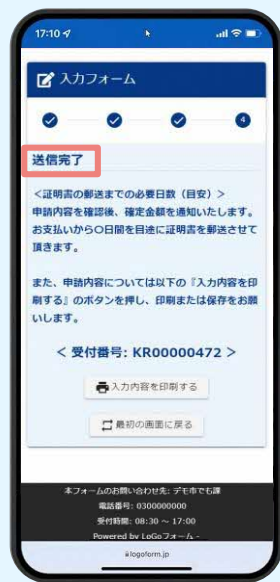 17:10
入力フォーム
4
送信完了
＜証明書の郵送までの必要日数（目安）＞
申請内容を確認後、確定金額を通知いたします。
お支払いから〇日間を目途に証明書を郵送させて
頂きます。
また、申請内容については以下の『入力内容を印
刷する』のボタンを押し、印刷または保存をお願
いします。
＜ 受付番号: KR00000472 ＞
入力内容を印刷する
最初の画面に戻る
本フォームのお問い合わせ先: デモ市でも課
電話番号: 0300000000
受付時間: 08:30 ～ 17:00
Powered by LoGoフォーム -
logoform.jp